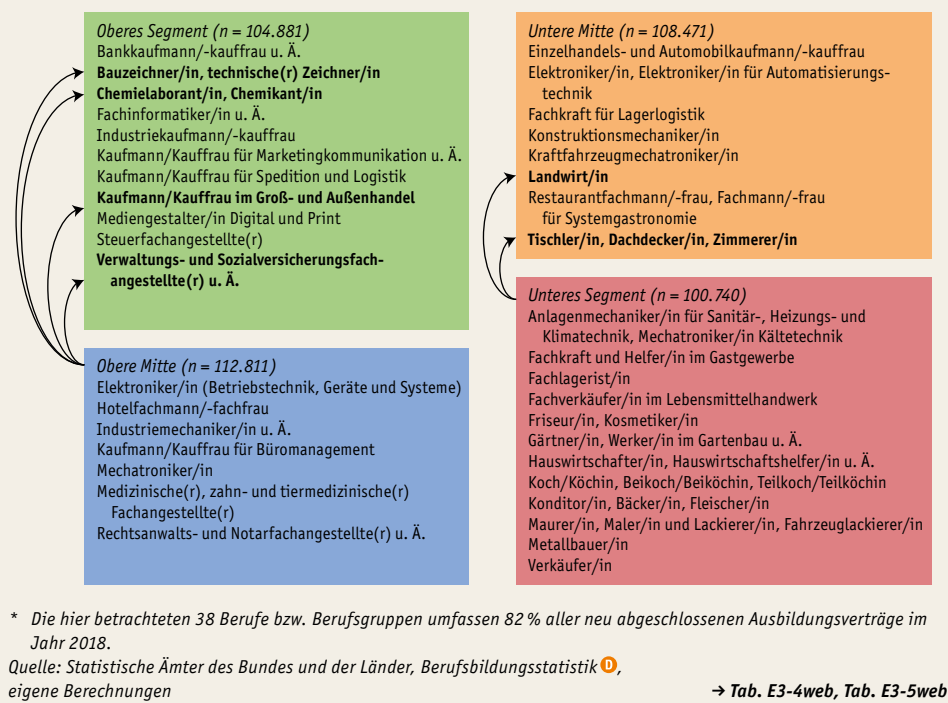 Oberes Segment (n = 104.881)
Bankkaufmann/-kauffrau u. Ä.
Bauzeichner/in, technische(r) Zeichner/in
Chemielaborant/in, Chemikant/in
Fachinformatiker/in u. Ä.
Industriekaufmann/-kauffrau
Kaufmann/Kauffrau für Marketingkommunikation u. Ä.
Kaufmann/Kauffrau für Spedition und Logistik
Kaufmann/Kauffrau im Groß- und Außenhandel
Mediengestalter/in Digital und Print
Steuerfachangestellte(r)
Verwaltungs- und Sozialversicherungsfach-
angestellte(r) u. Ä.
Obere Mitte (n = 112.811)
Elektroniker/in (Betriebstechnik, Geräte und Systeme)
Hotelfachmann/-fachfrau
Industriemechaniker/in u. Ä.
Kaufmann/Kauffrau für Büromanagement
Mechatroniker/in
Medizinische(r), zahn- und tiermedizinische(r)
Fachangestellte(r)
Rechtsanwalts- und Notarfachangestellte(r) u. Ä.
Untere Mitte (n = 108.471)
Einzelhandels- und Automobilkaufmann/-kauffrau
Elektroniker/in, Elektroniker/in für Automatisierungs-
technik
Fachkraft für Lagerlogistik
Konstruktionsmechaniker/in
Kraftfahrzeugmechatroniker/in
Landwirt/in
Restaurantfachmann/-frau, Fachmann/-frau
für Systemgastronomie
Tischler/in, Dachdecker/in, Zimmerer/in
Unteres Segment (n = 100.740)
Anlagenmechaniker/in für Sanitär-, Heizungs- und
Klimatechnik, Mechatroniker/in Kältetechnik
Fachkraft und Helfer/in im Gastgewerbe
Fachlagerist/in
Fachverkäufer/in im Lebensmittelhandwerk
Friseur/in, Kosmetiker/in
Gärtner/in, Werker/in im Gartenbau u. Ä.
Hauswirtschafter/in, Hauswirtschaftshelfer/in u. Ä.
Koch/Köchin, Beikoch/Beiköchin, Teilkoch/Teilköchin
Konditor/in, Bäcker/in, Fleischer/in
Maurer/in, Maler/in und Lackierer/in, Fahrzeuglackierer/in
Metallbauer/in
Verkäufer/in
* Die hier betrachteten 38 Berufe bzw. Berufsgruppen umfassen 82 % aller neu abgeschlossenen Ausbildungsverträge im
Jahr 2018.
Quelle: Statistische Ämter des Bundes und der Länder, Berufsbildungsstatistik D,
eigene Berechnungen
→ Tab. E3-4web, Tab. E3-5web